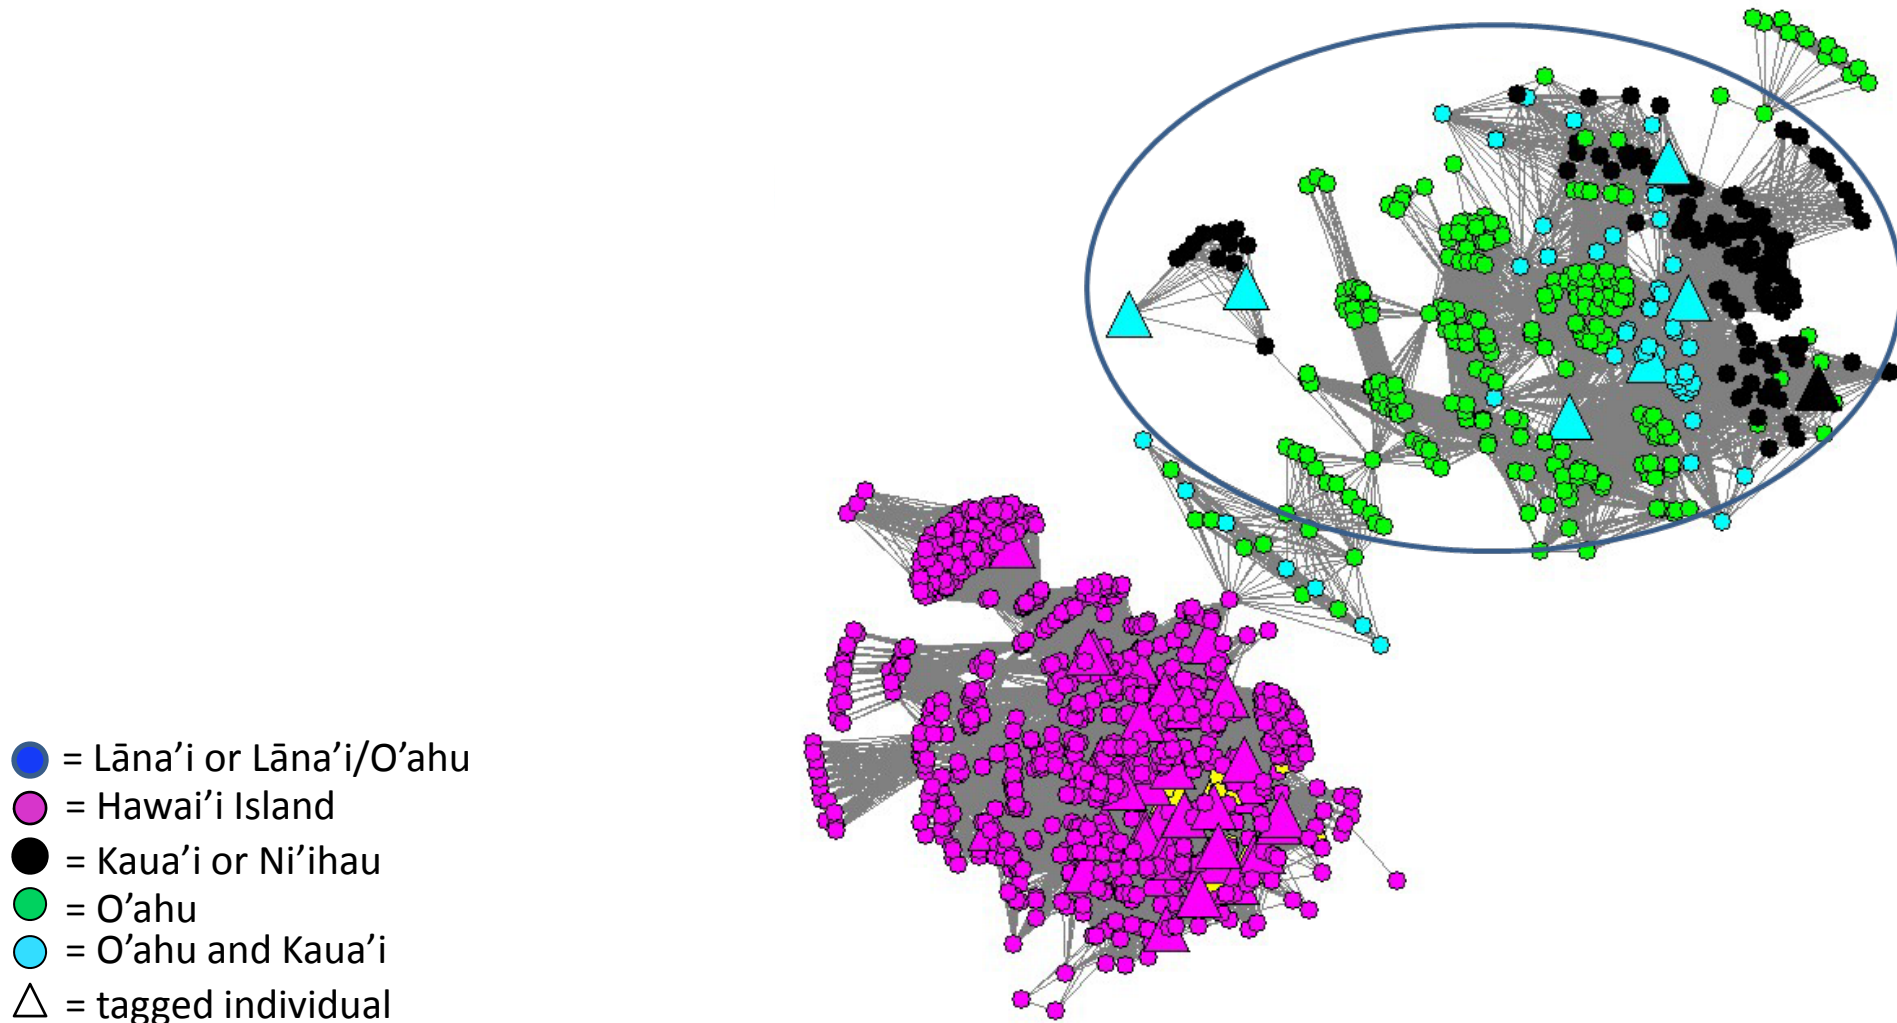 = Lāna’i or Lāna’i/O’ahu
= Hawai’i Island
= Kaua’i or Ni’ihau
= O’ahu
= O’ahu and Kaua’i
= tagged individual